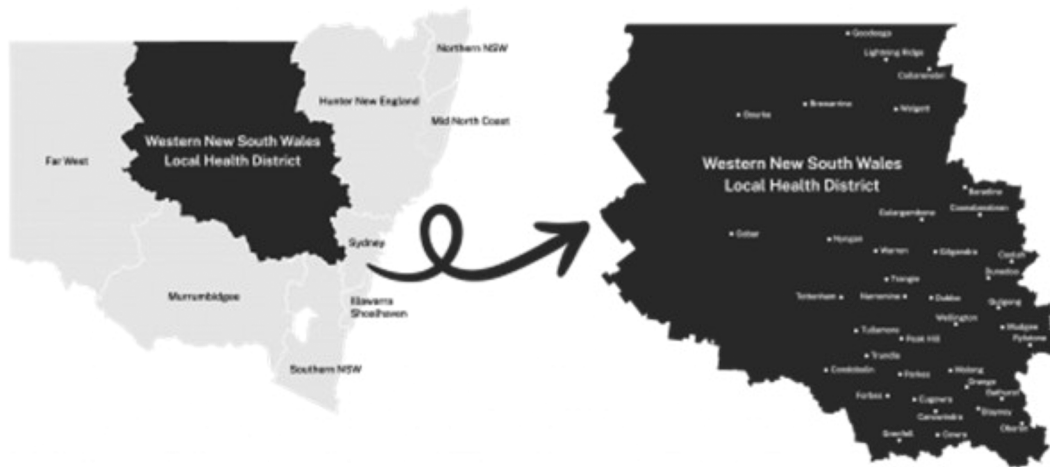 Northern NSW
Hunter New England
Mid North Coast
Western New South Wales
Local Health District
Far West
Sydney
Murrumbidgee
Illawarra
Shoalhaven
Southern NSW
Goodooga
Lightning Ridge
Collarenebri
Brewarrina
Walgett
Bourke
Western New South Wales
Local Health District
Baradine
Coonabarabran
Gulargambone
Cobar
Nyngan
Warren
Gilgandra
Coolah
Dunedoo
Trangie
Tottenham
Narromine
Dubbo
Gulgong
Wellington
Mudgee
Tullamore
Peak Hill
Rylstone
Trundle
Condobolin
Parkes
Molong
Orange
Bathurst
Forbes
Eugowra
Blayney
Canowindra
Oberon
Grenfell
Cowra